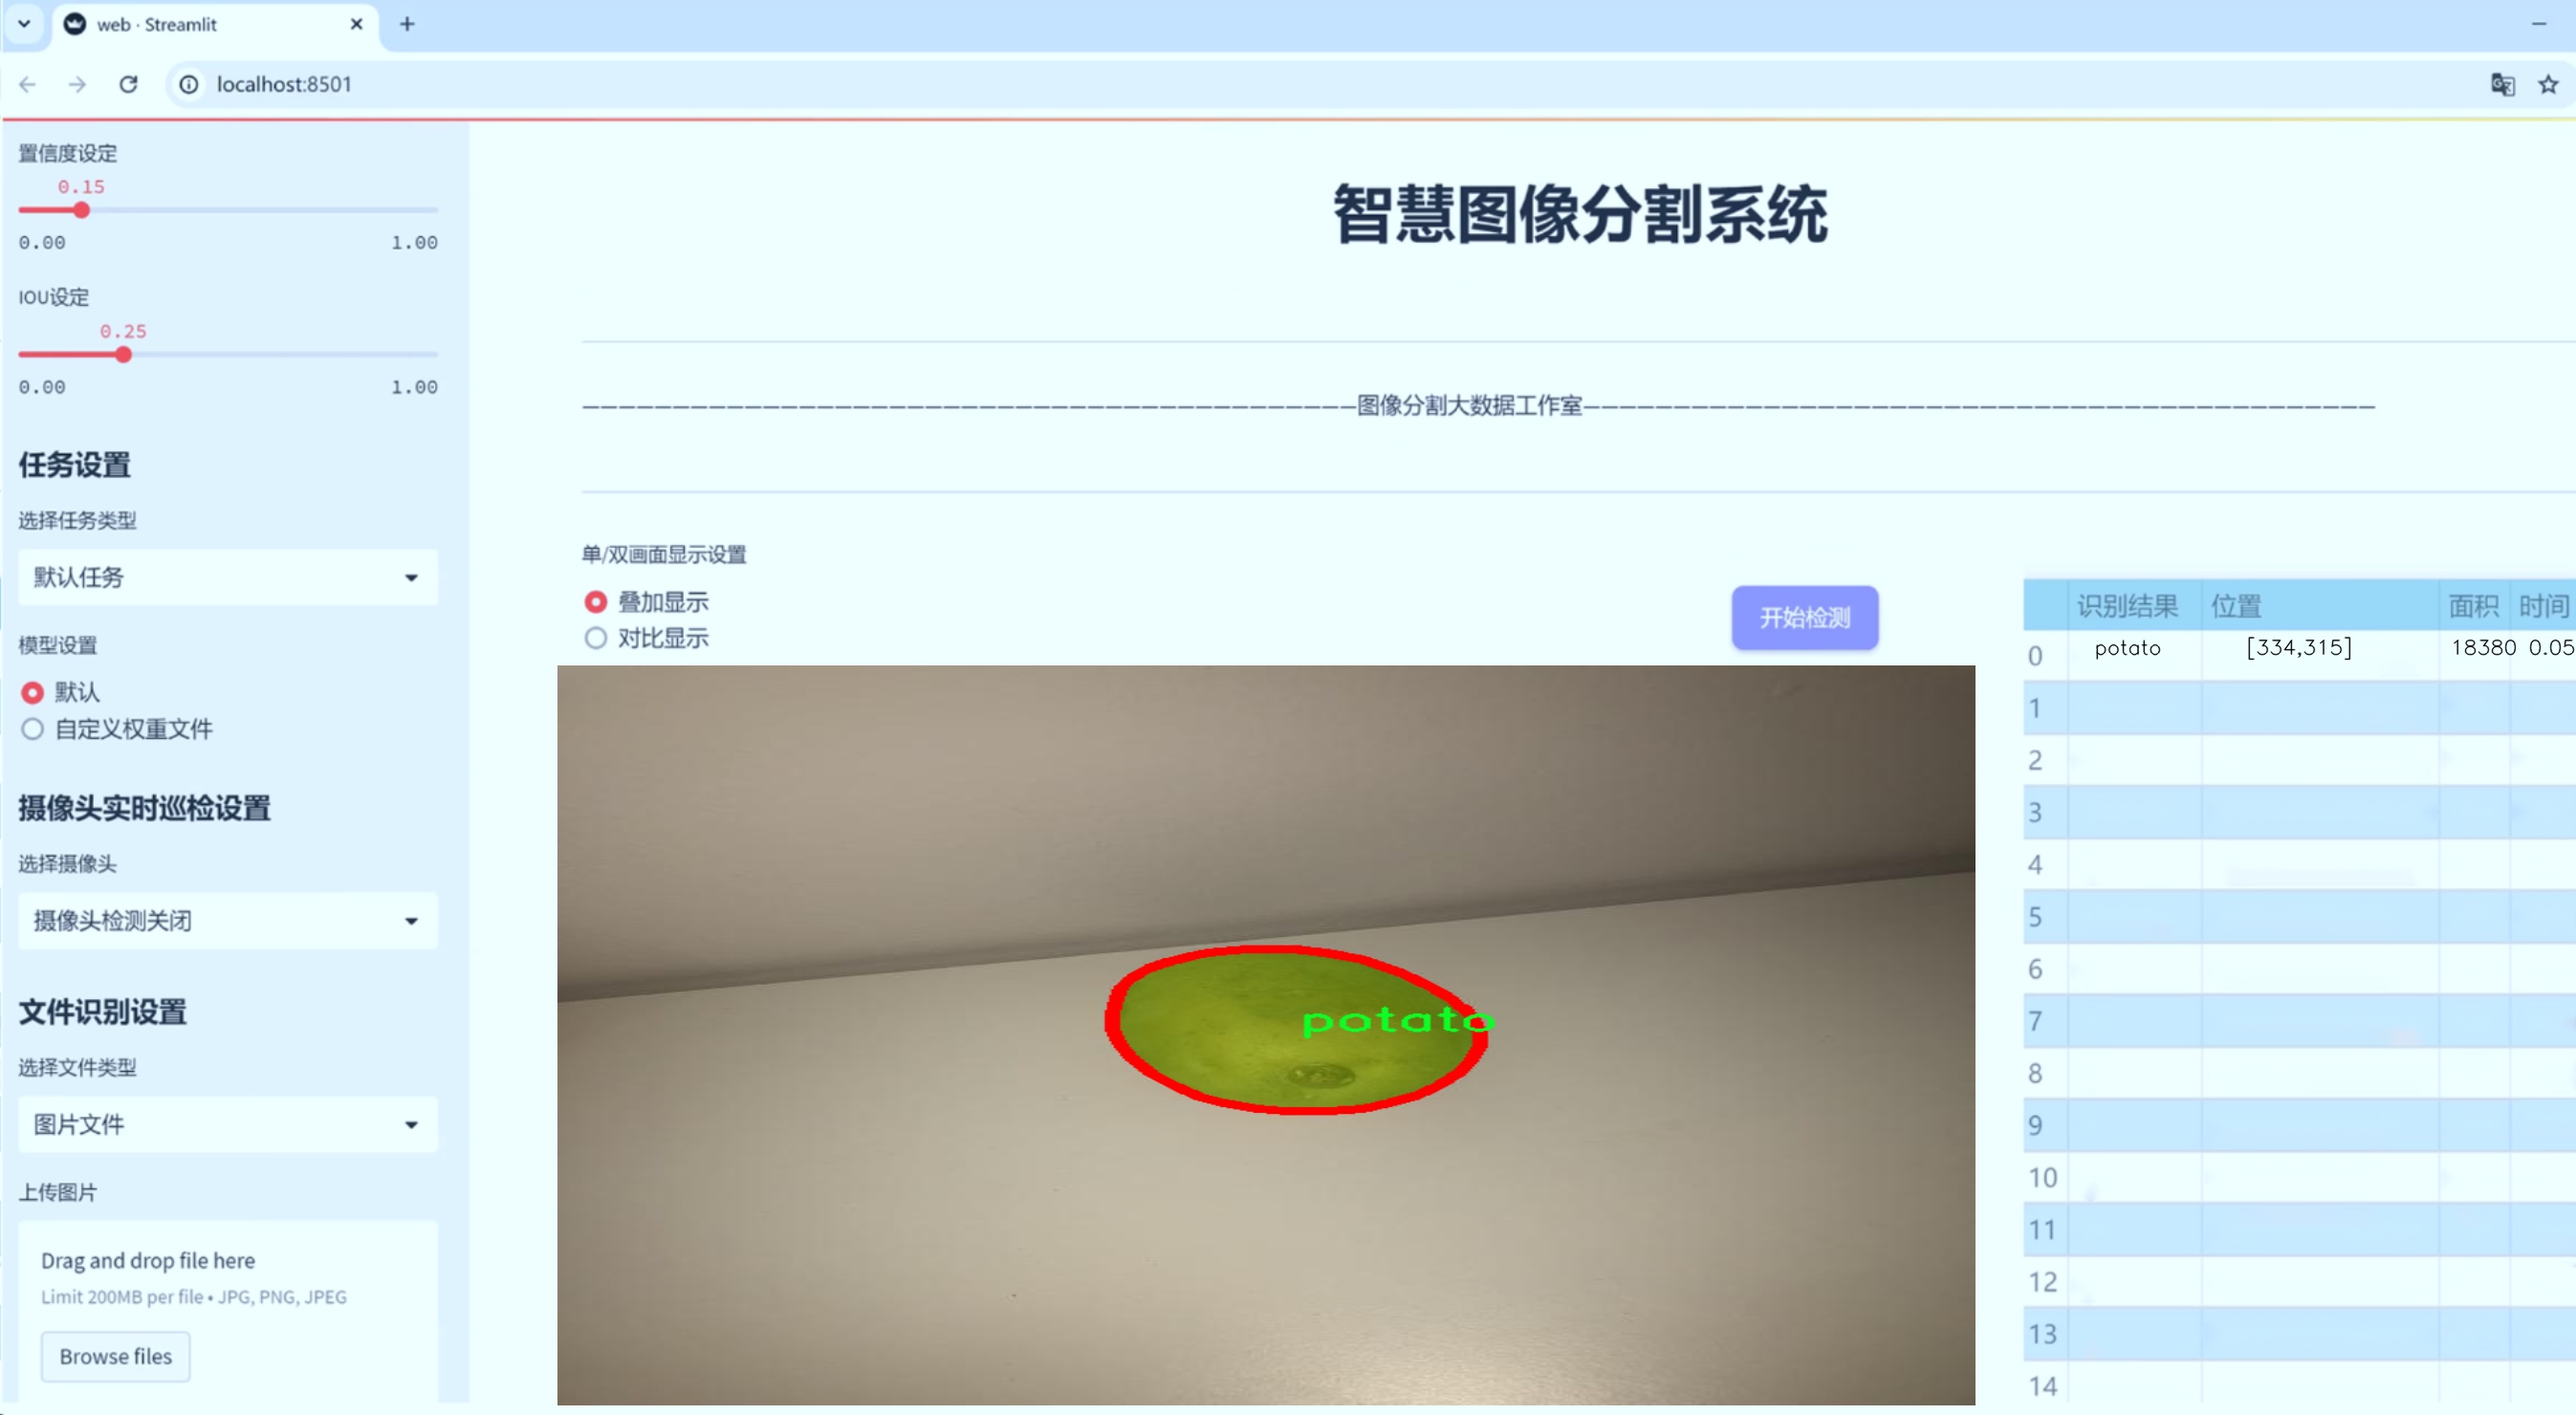 web · Streamlit
localhost:8501
置信度设定
0.15
0.00 1.00
IOU设定
0.25
0.00 1.00
任务设置
选择任务类型
默认任务
模型设置
默认
自定义权重文件
摄像头实时巡检设置
选择摄像头
摄像头检测关闭
文件识别设置
选择文件类型
图片文件
上传图片
Drag and drop file here
Limit 200MB per file • JPG, PNG, JPEG
Browse files
智慧图像分割系统
图像分割大数据工作室
单/双画面显示设置
叠加显示
对比显示
开始检测
potato
识别结果 位置 面积 时间
0 potato [334,315] 18380 0.05
1
2
3
4
5
6
7
8
9
10
11
12
13
14